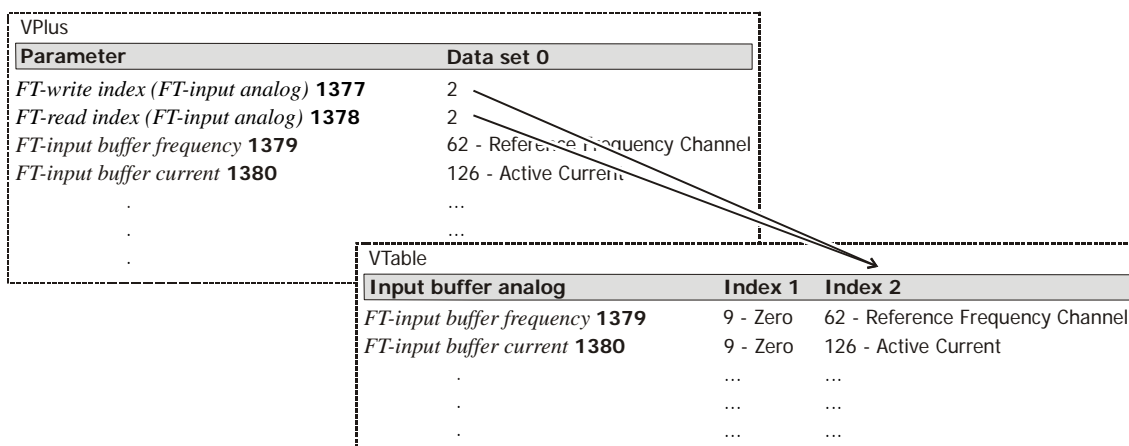 VPlus
Parameter Data set 0
FT-write index (FT-input analog) 1377 2
FT-read index (FT-input analog) 1378 2
FT-input buffer frequency 1379 62 - Reference Frequency Channel
FT-input buffer current 1380 126 - Active Current
. ...
. ...
.
VTable
Input buffer analog Index 1 Index 2
FT-input buffer frequency 1379 9 - Zero 62 - Reference Frequency Channel
FT-input buffer current 1380 9 - Zero 126 - Active Current
. ... ...
. ... ...
. ... ...